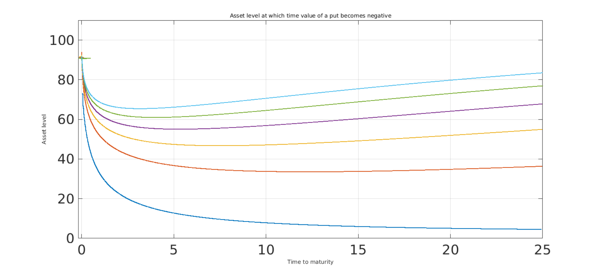 Asset level at which time value of a put becomes negative
100
80
60
40
20
0
Asset level
0 5 10 15 20 25
Time to maturity